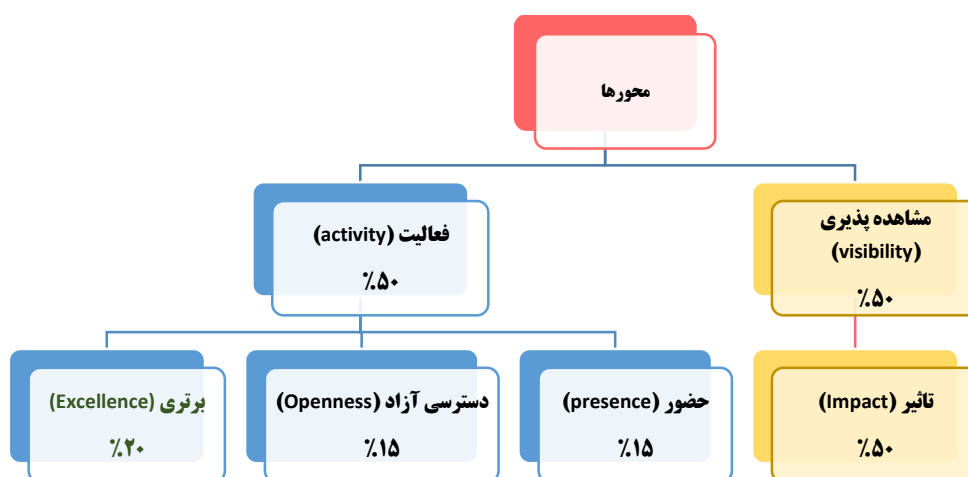 محورها
مشاهده پذیری
(visibility)
٪۵۰
فعالیت (activity)
٪۵۰
تاثیر (Impact)
٪۵۰
حضور (presence)
٪۱۵
دسترسی آزاد (Openness)
٪۱۵
برتری (Excellence)
٪۲۰